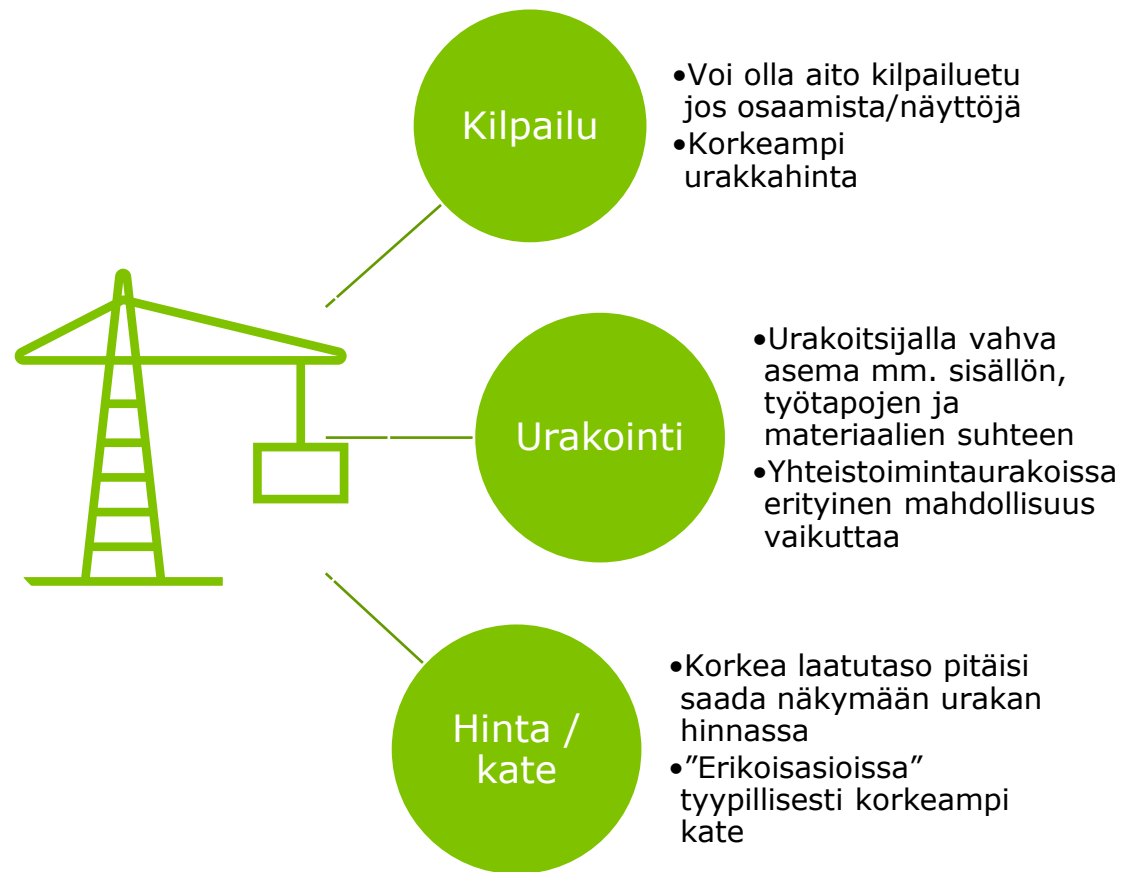 Kilpailu
•Voi olla aito kilpailuetu
jos osaamista/näyttöjä
•Korkeampi
urakkahinta
Urakointi
•Urakoitsijalla vahva
asema mm. sisällön,
työtapojen ja
materiaalien suhteen
•Yhteistoimintaurakoissa
erityinen mahdollisuus
vaikuttaa
Hinta /
kate
•Korkea laatutaso pitäisi
saada näkymään urakan
hinnassa
•”Erikoisasioissa”
tyypillisesti korkeampi
kate